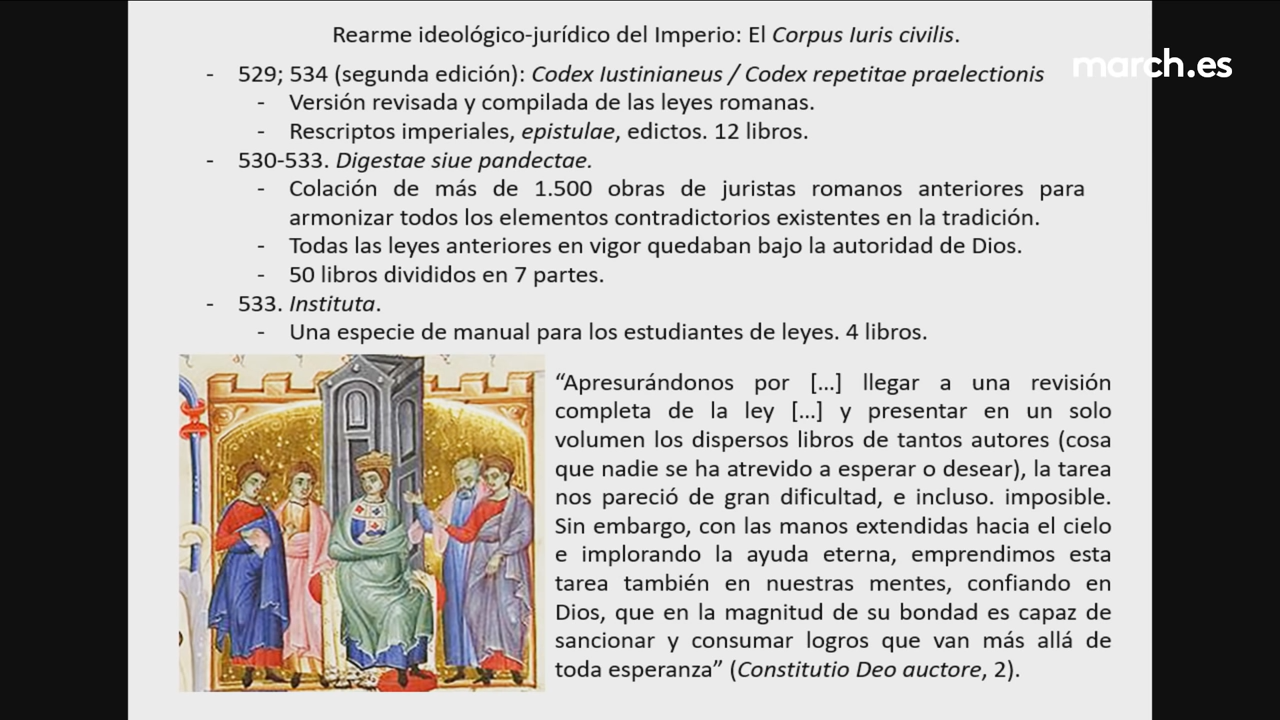 Rearme ideológico-jurídico del Imperio: El Corpus Iuris civilis.
march.es
- 529; 534 (segunda edición): Codex Iustinianeus / Codex repetitae praelectionis
- Versión revisada y compilada de las leyes romanas.
- Rescriptos imperiales, epistulae, edictos. 12 libros.
- 530-533. Digestae siue pandectae.
- Colación de más de 1.500 obras de juristas romanos anteriores para
armonizar todos los elementos contradictorios existentes en la tradición.
- Todas las leyes anteriores en vigor quedaban bajo la autoridad de Dios.
- 50 libros divididos en 7 partes.
- 533. Instituta.
- Una especie de manual para los estudiantes de leyes. 4 libros.
“Apresurándonos por [...] llegar a una revisión
completa de la ley [...] y presentar en un solo
volumen los dispersos libros de tantos autores (cosa
que nadie se ha atrevido a esperar o desear), la tarea
nos pareció de gran dificultad, e incluso. imposible.
Sin embargo, con las manos extendidas hacia el cielo
e implorando la ayuda eterna, emprendimos esta
tarea también en nuestras mentes, confiando en
Dios, que en la magnitud de su bondad es capaz de
sancionar y consumar logros que van más allá de
toda esperanza” (Constitutio Deo auctore, 2).